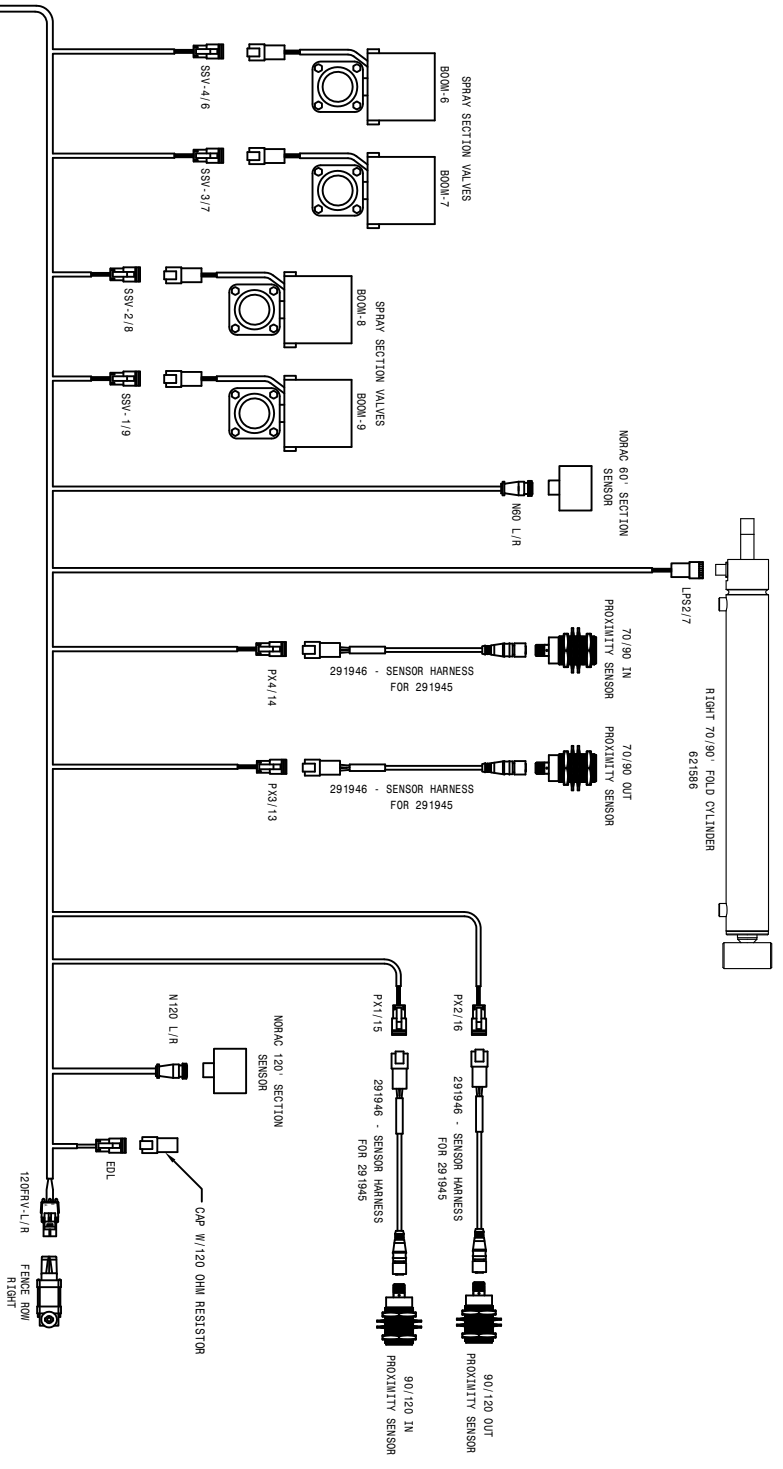 SPRAY SECTION VALVES
BOOM-6
BOOM-7
SSV-4/6
SSV-3/7
SPRAY SECTION VALVES
BOOM-8
BOOM-9
SSV-2/8
SSV-1/9
NORAC 60' SECTION
SENSOR
N60 L/R
LPS2/7
RIGHT 70/90' FOLD CYLINDER
621586
70/90 IN
PROXIMITY SENSOR
291946 - SENSOR HARNESS
FOR 291945
PX4/14
70/90 OUT
PROXIMITY SENSOR
291946 - SENSOR HARNESS
FOR 291945
PX3/13
PX2/16
291946 - SENSOR HARNESS
FOR 291945
90/120 OUT
PROXIMITY SENSOR
PX1/15
291946 - SENSOR HARNESS
FOR 291945
90/120 IN
PROXIMITY SENSOR
NORAC 120' SECTION
SENSOR
N120 L/R
CAP W/120 OHM RESISTOR
EDL
120FRV-L/R
FENCE ROW
RIGHT